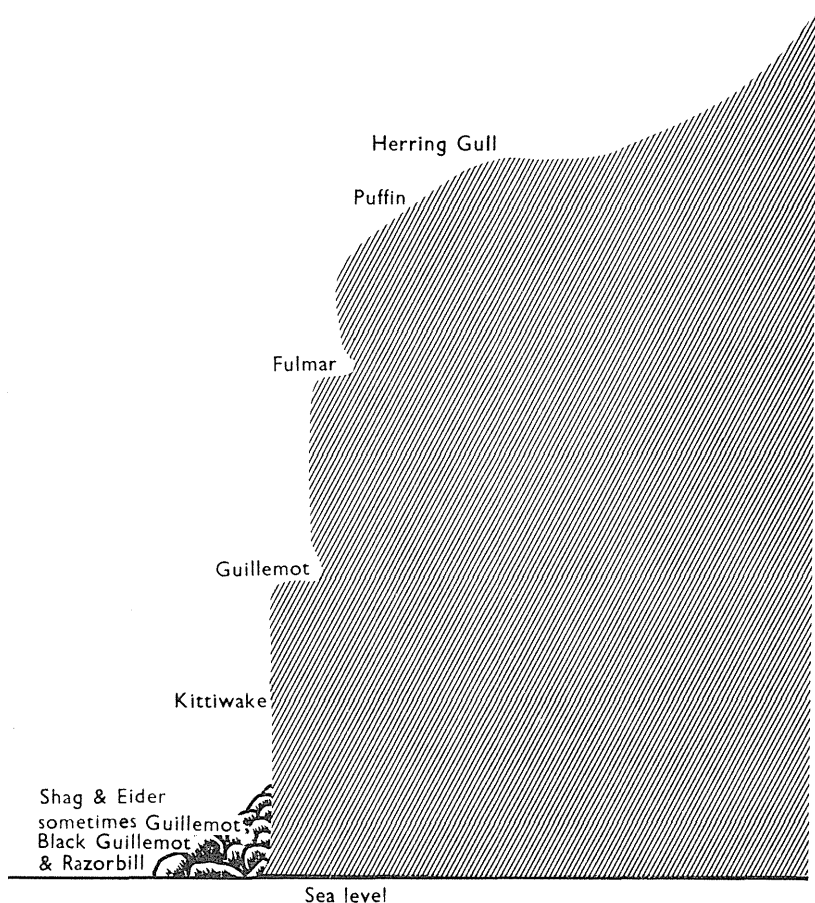 Herring Gull
Puffin
Fulmar
Guillemot
Kittiwake
Shag & Eider
sometimes Guillemot
Black Guillemot
& Razorbill
Sea level